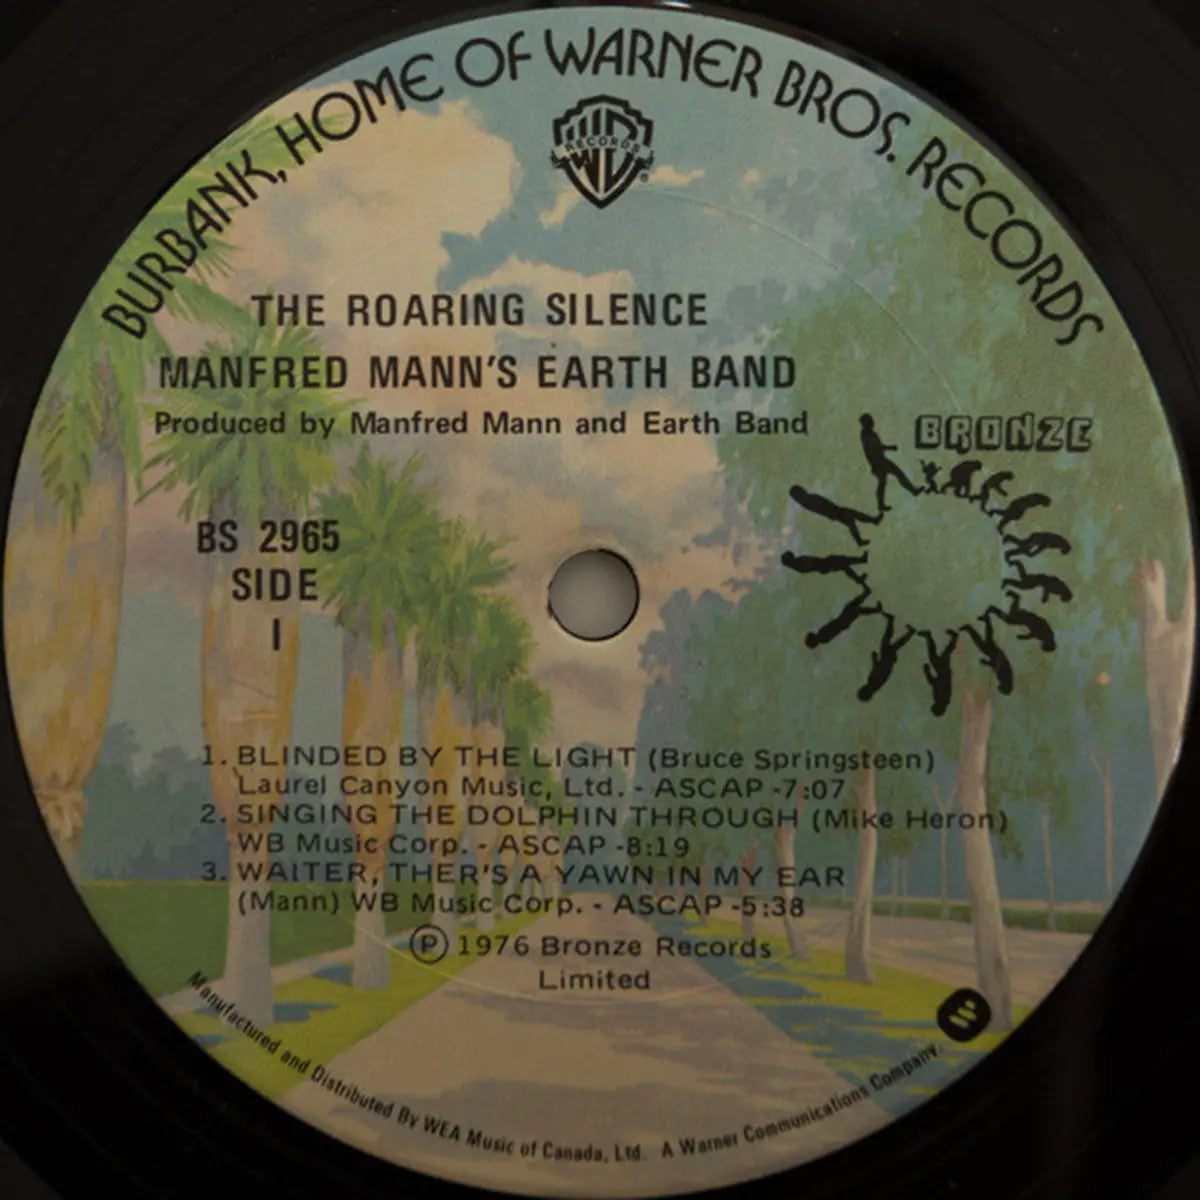 BURBANK, HOME OF WARNER BROS. RECORDS
RECORDS
®
THE ROARING SILENCE
MANFRED MANN'S EARTH BAND
Produced by Manfred Mann and Earth Band
BRONZE
BS 2965
SIDE
I
1. BLINDED BY THE LIGHT (Bruce Springsteen)
Laurel Canyon Music, Ltd. - ASCAP -7:07
2. SINGING THE DOLPHIN THROUGH (Mike Heron)
WB Music Corp. - ASCAP -8:19
3. WAITER, THER'S A YAWN IN MY EAR
(Mann) WB Music Corp. - ASCAP -5:38
Ⓟ 1976 Bronze Records
Limited
Manufactured and Distributed By WEA Music of Canada, Ltd. A Warner Communications Company.